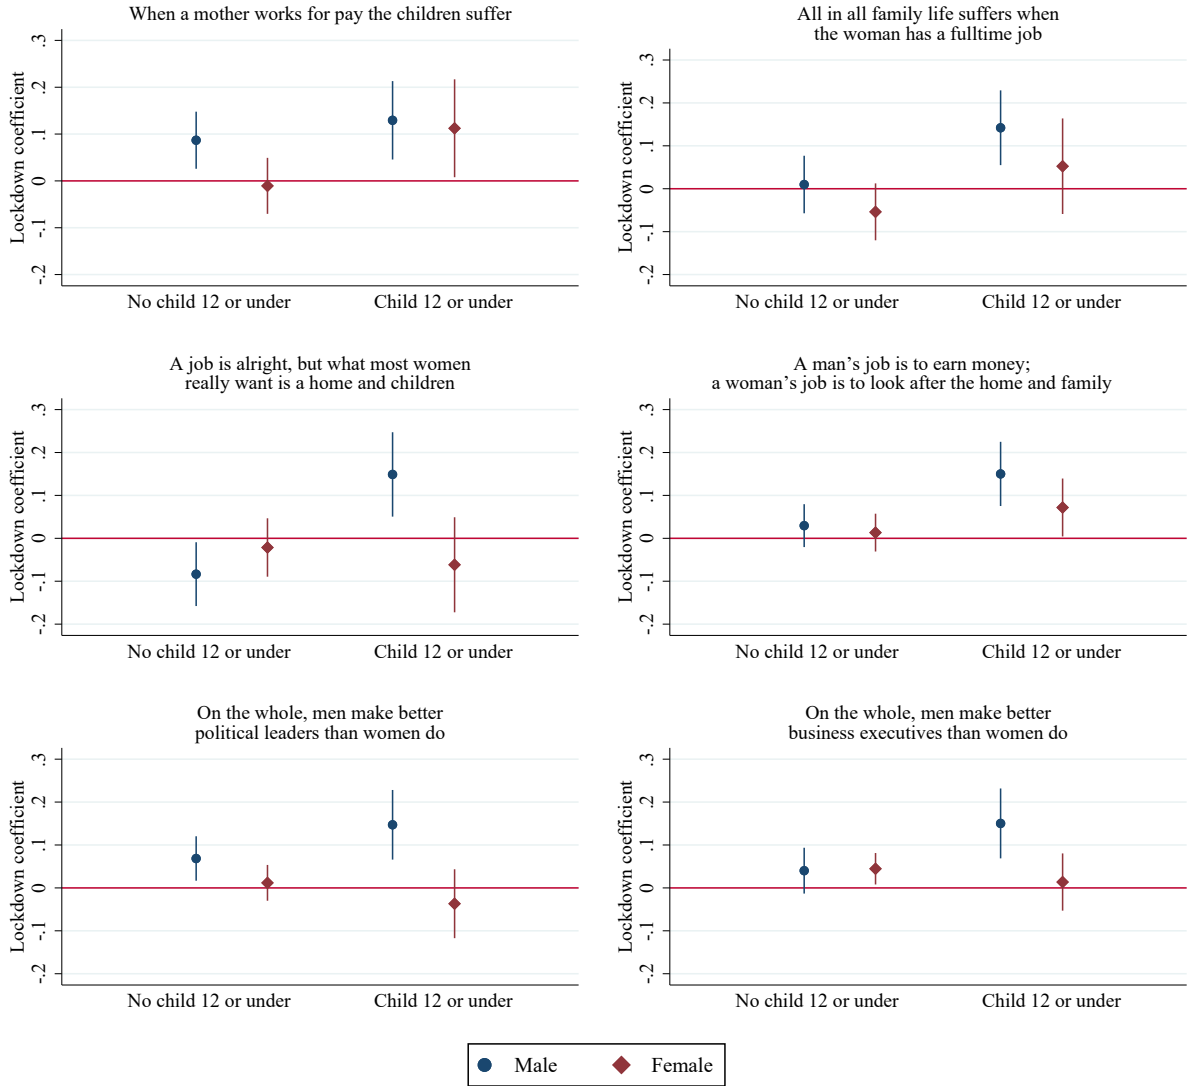 When a mother works for pay the children suffer
Lockdown coefficient
.3
.2
.1
0
-.1
-.2
No child 12 or under
Child 12 or under
All in all family life suffers when
the woman has a fulltime job
Lockdown coefficient
.3
.2
.1
0
-.1
-.2
No child 12 or under
Child 12 or under
A job is alright, but what most women
really want is a home and children
Lockdown coefficient
.3
.2
.1
0
-.1
-.2
No child 12 or under
Child 12 or under
A man’s job is to earn money;
a woman’s job is to look after the home and family
Lockdown coefficient
.3
.2
.1
0
-.1
-.2
No child 12 or under
Child 12 or under
On the whole, men make better
political leaders than women do
Lockdown coefficient
.3
.2
.1
0
-.1
-.2
No child 12 or under
Child 12 or under
On the whole, men make better
business executives than women do
Lockdown coefficient
.3
.2
.1
0
-.1
-.2
No child 12 or under
Child 12 or under
Male
Female